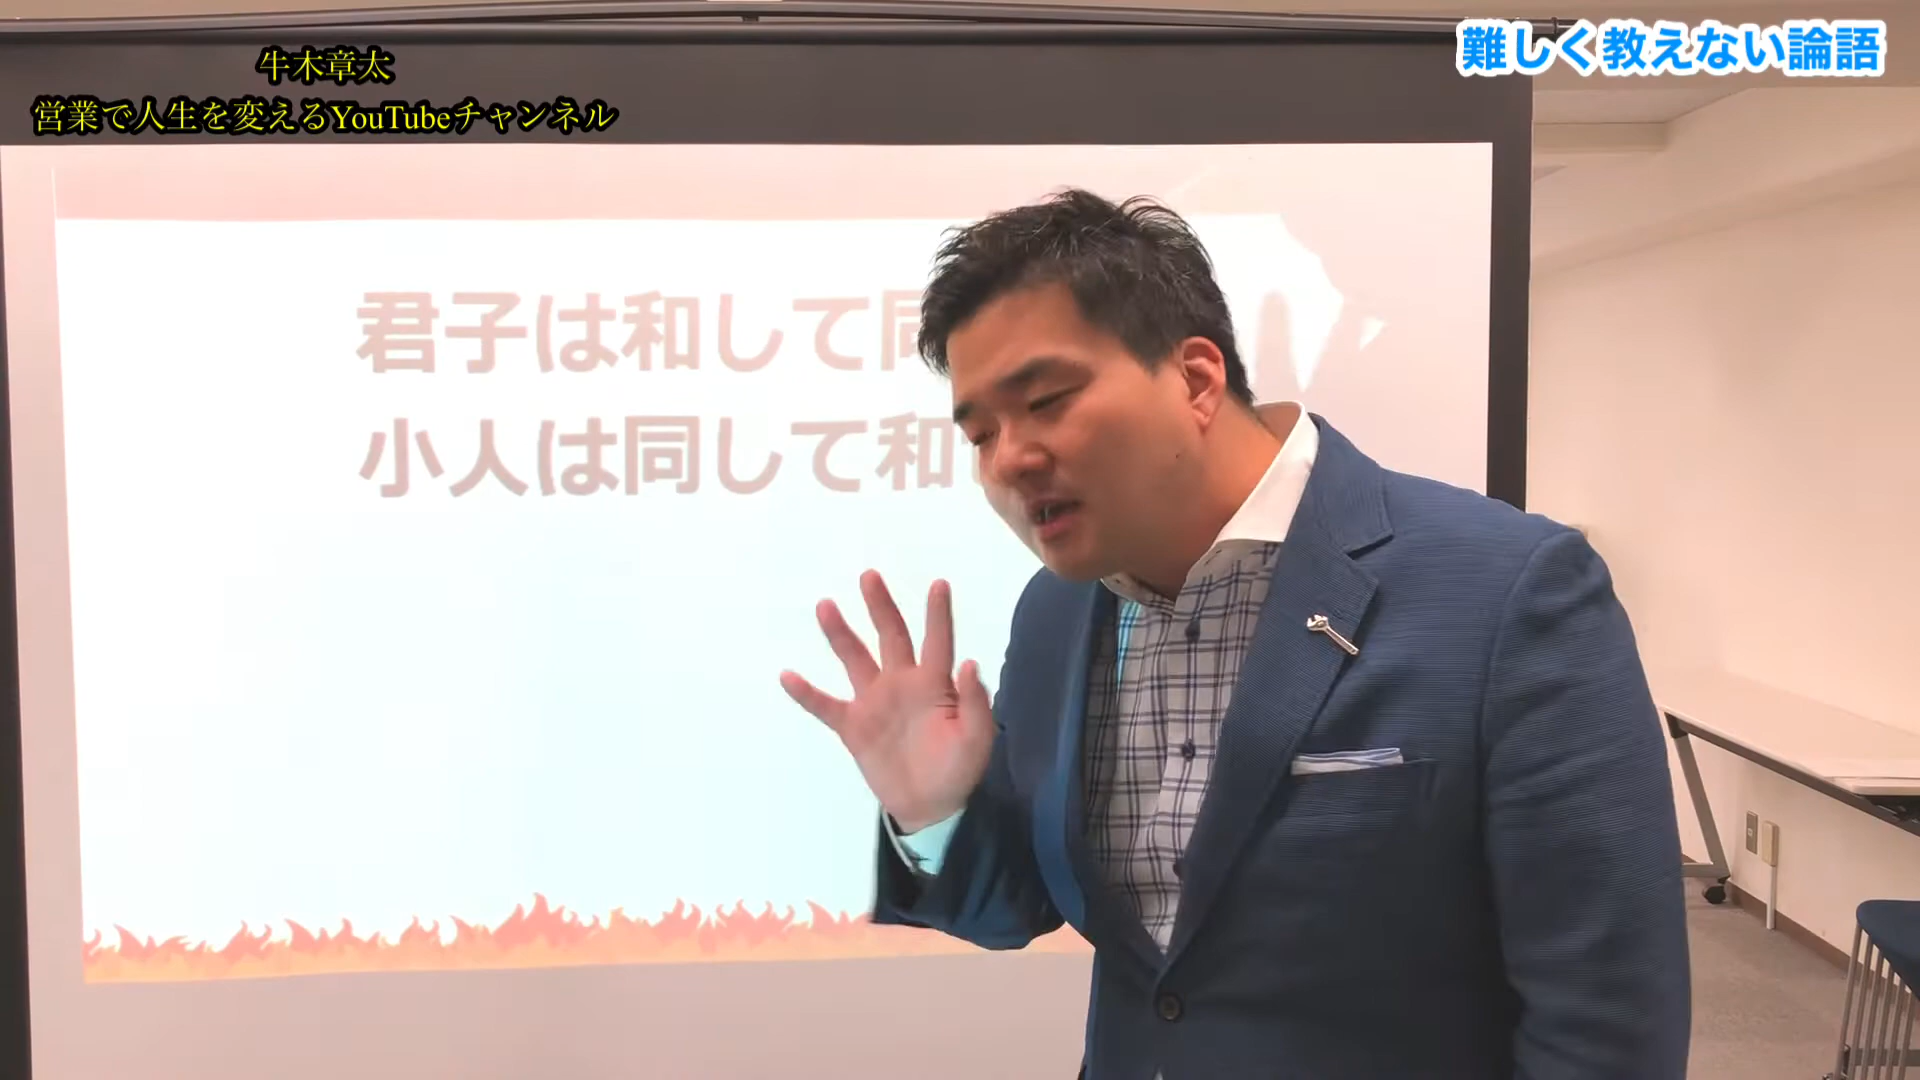 牛木章太
営業で人生を変えるYouTubeチャンネル
難しく教えない論語
君子は和して同
小人は同して和